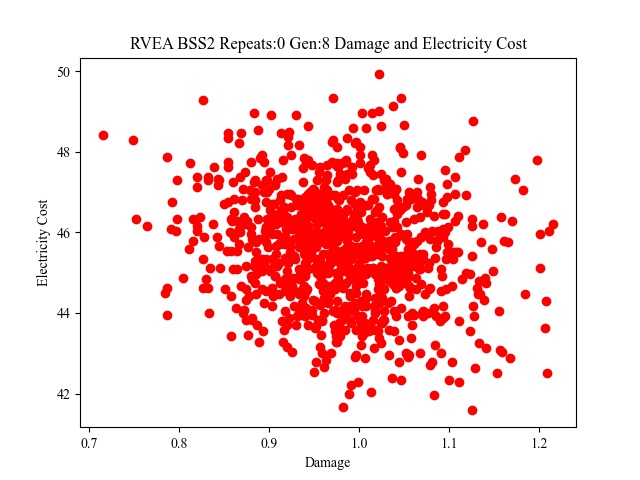 RVEA BSS2 Repeats:0 Gen:8 Damage and Electricity Cost
50
48
46
44
42
Electricity Cost
0.7 0.8 0.9 1.0 1.1 1.2
Damage